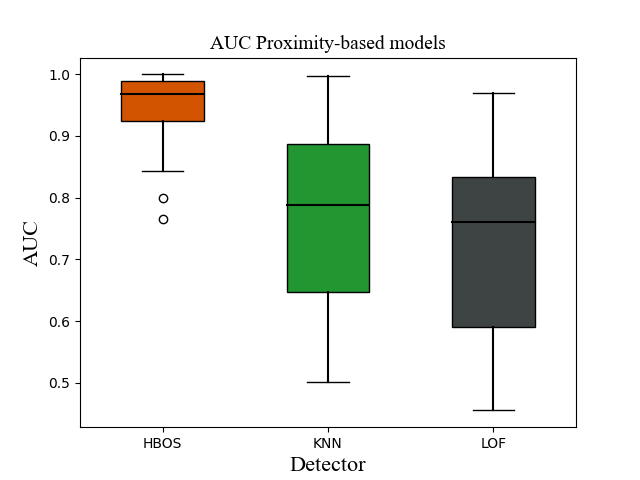 AUC Proximity-based models
1.0
0.9
0.8
0.7
0.6
0.5
AUC
HBOS KNN LOF
Detector